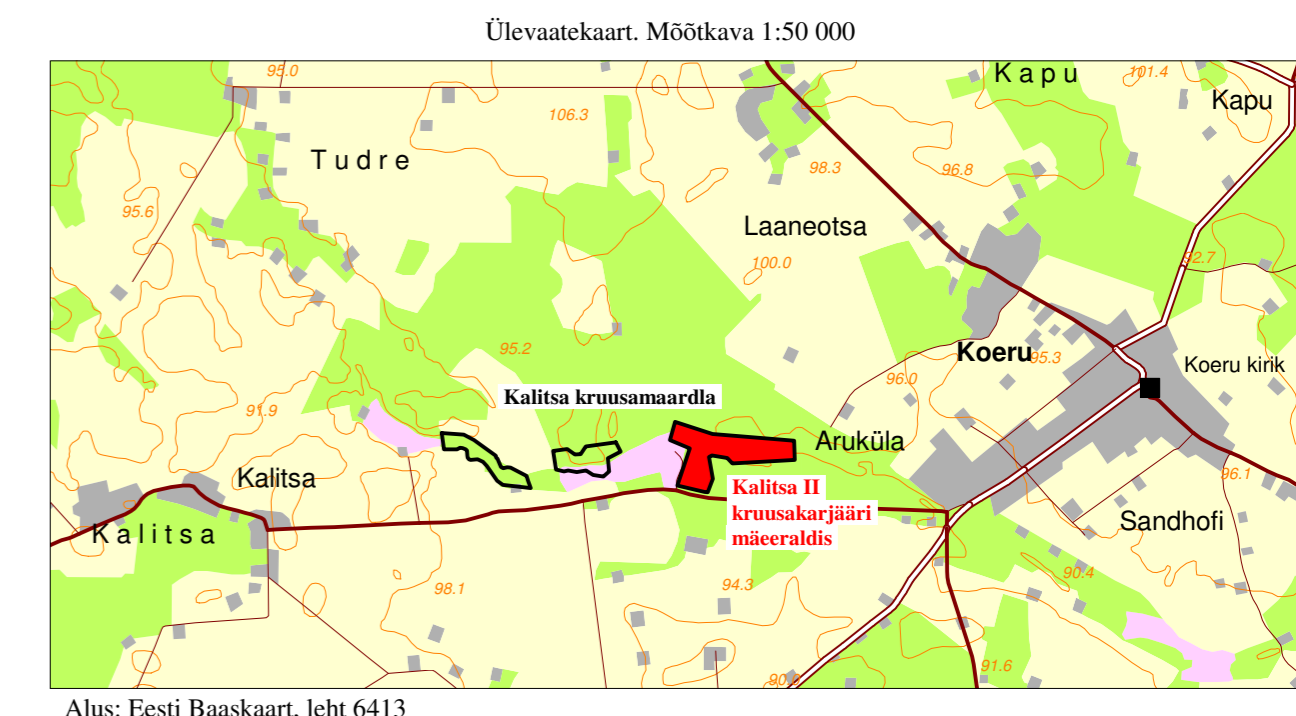 Ülevaatekaart. Mõõtkava 1:50 000
95.0
Kapu
101.4
Kapu
106.3
Tudre
98.3
96.8
95.6
Laaneotsa
100.0
92.7
95.2
Koeru
95.3
Koeru kirik
96.0
Kalitsa kruusamaardla
91.9
Aruküla
Kalitsa
96.1
Kalitsa II
kruusakarjääri
mäeeraldis
Sandhofi
Kalitsa
90.4
94.3
98.1
91.6
Alus: Eesti Baaskaart, leht 6413